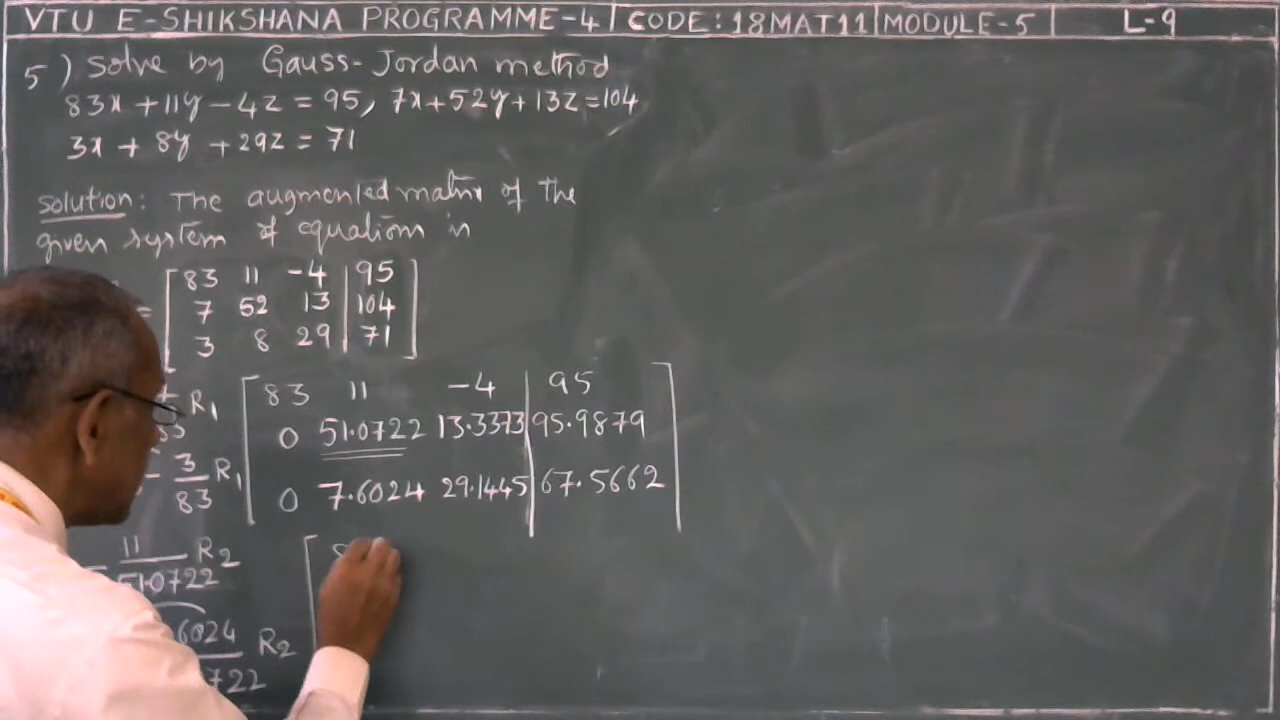 VTU E-SHIKSHANA PROGRAMME-4 | CODE:18MAT11 | MODULE-5 | L-9
5) Solve by Gauss-Jordan method
83x + 11y - 4z = 95, 7x+52y+13z=104
3x + 8y + 29z = 71
Solution: The augmented matrix of the
given system of equation is
= [ 83 11 -4 | 95 ]
7 52 13 | 104
3 8 29 | 71
R1 [ 83 11 -4 | 95 ]
0 51.0722 13.3373 | 95.9879
- 3/83 R1 0 7.6024 29.1445 | 67.5662
- 11/51.0722 R2 [
6024 R2
722